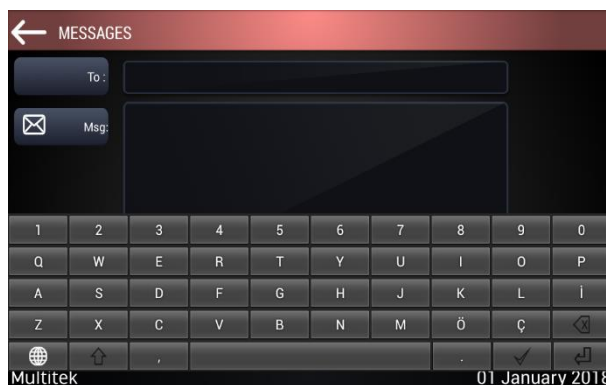 MESSAGES
To :
Msg:
1 2 3 4 5 6 7 8 9 0
Q W E R T Y U I O P
A S D F G H J K L İ
Z X C V B N M Ö Ç
, .
Multitek 01 January 2018